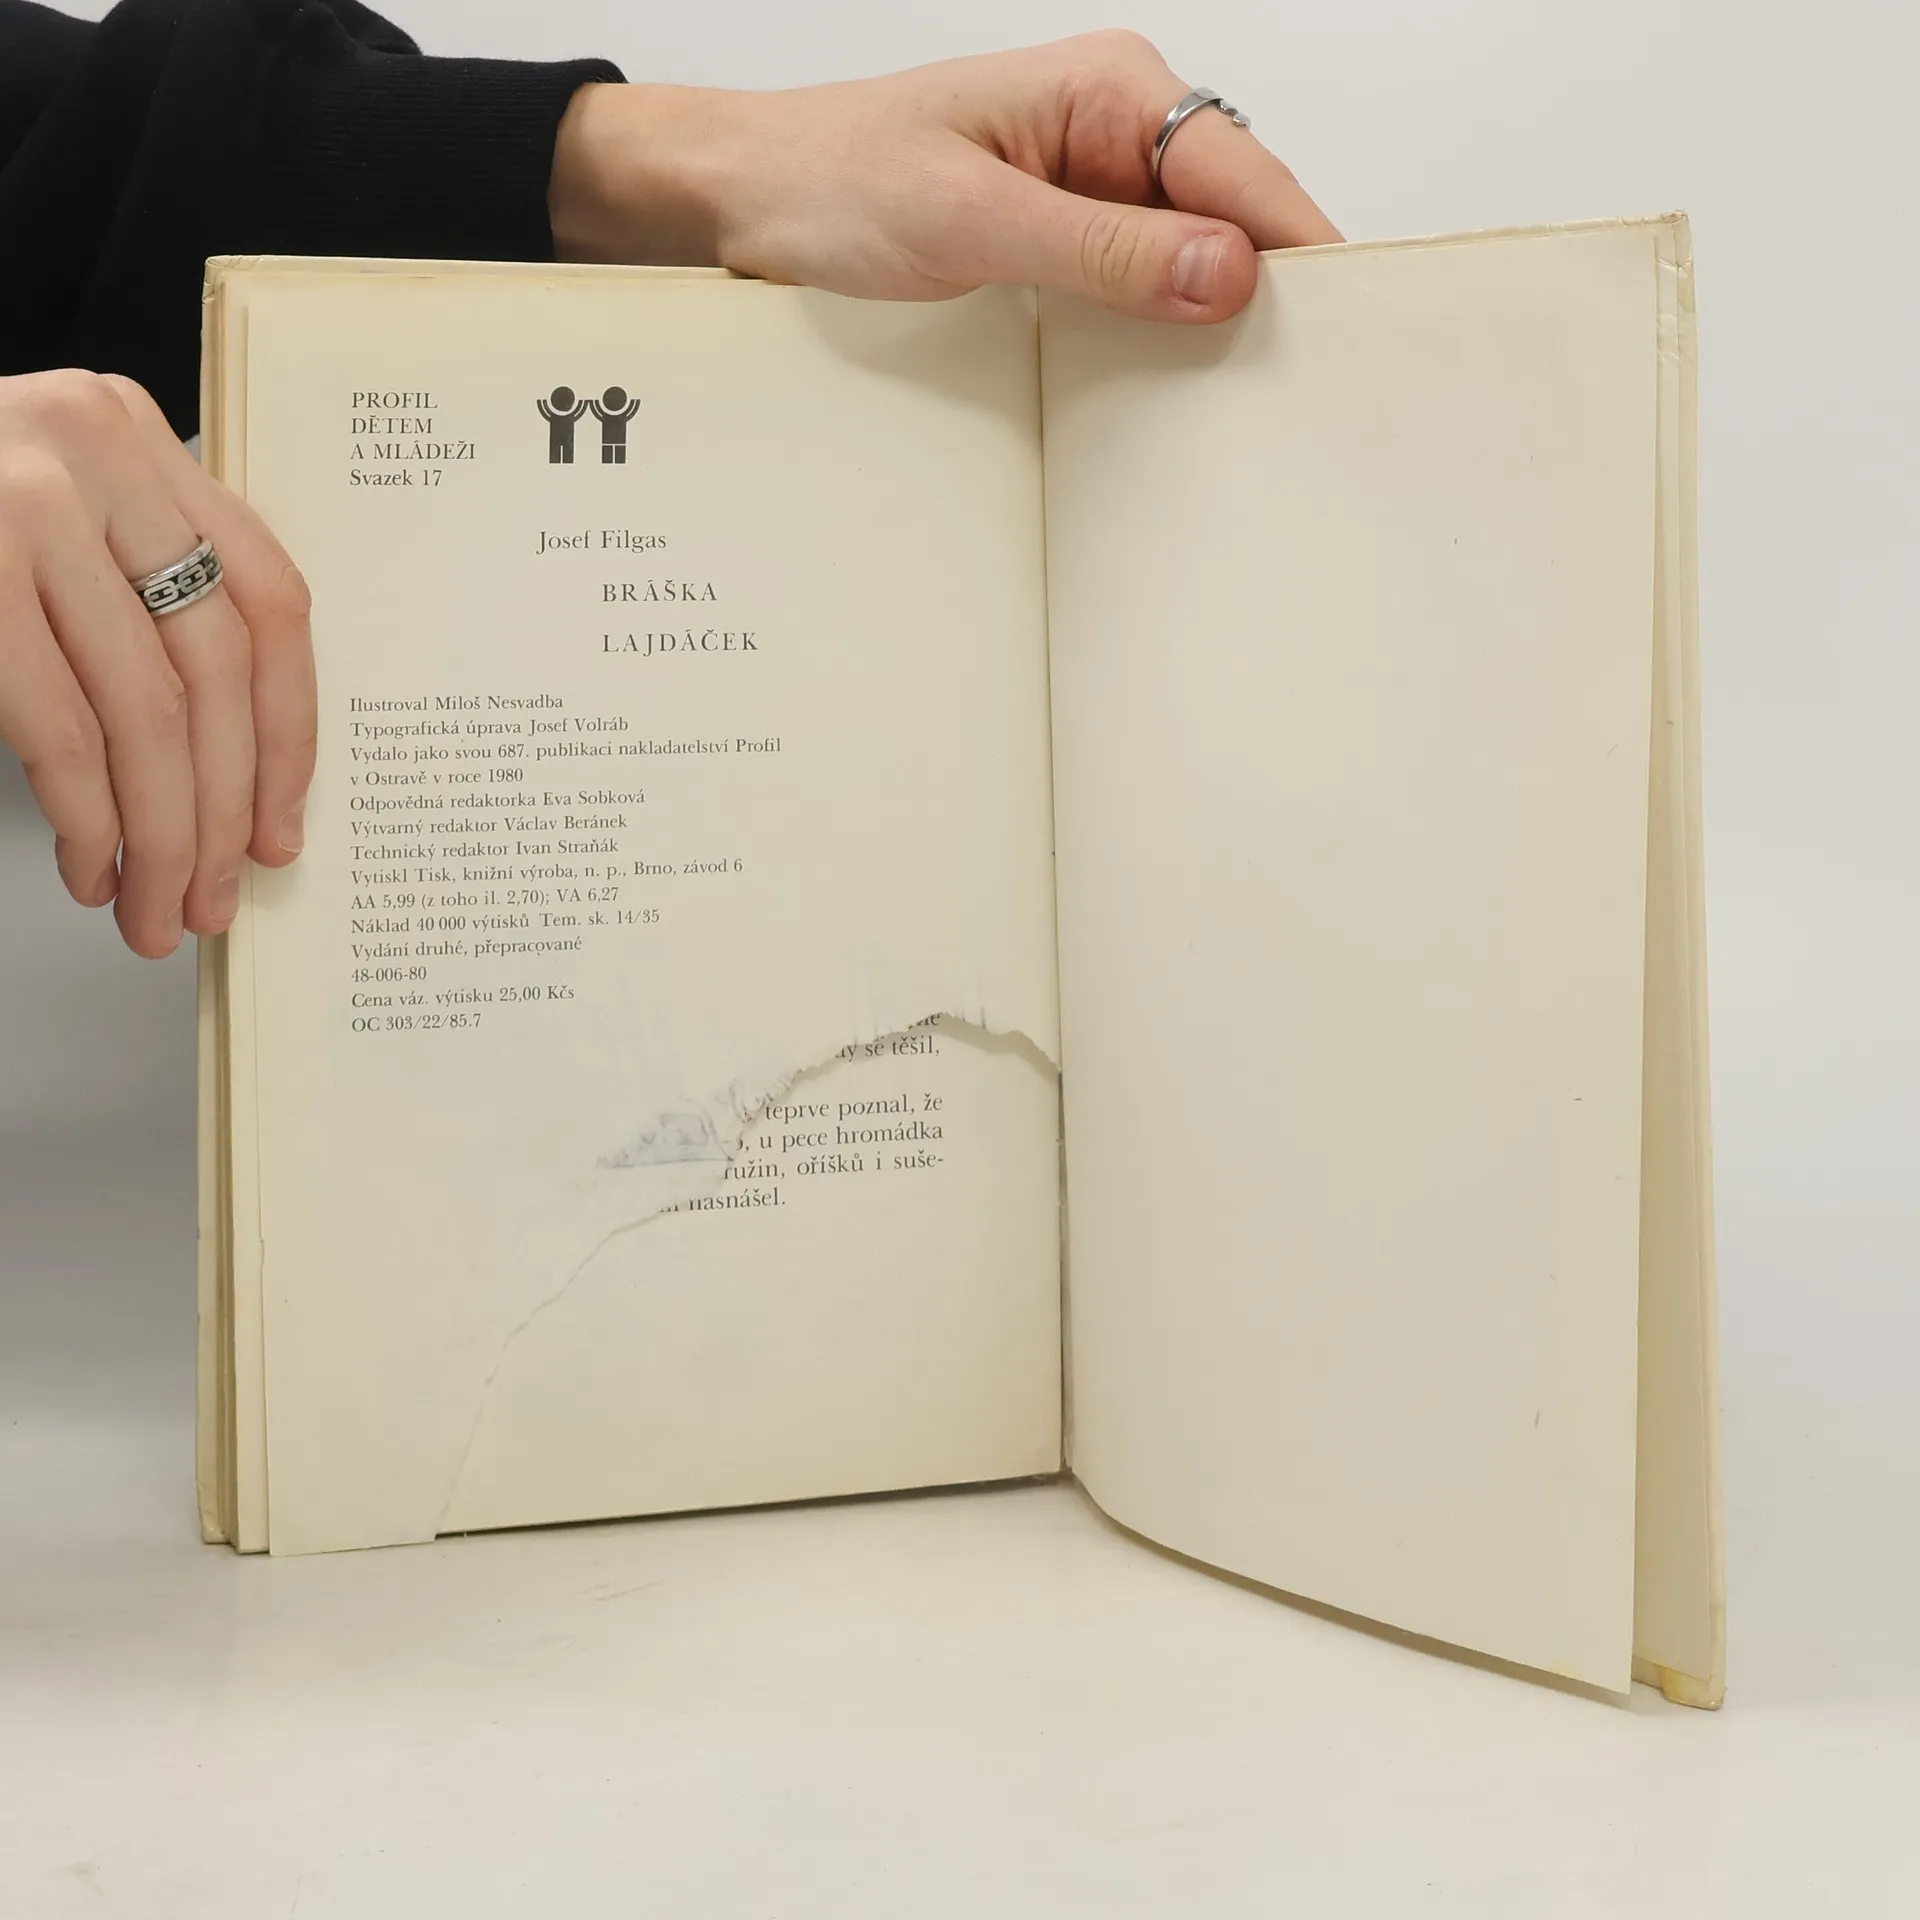 PROFIL
DĚTEM
A MLÁDEŽI
Svazek 17
Josef Filgas
BRÁŠKA
LAJDÁČEK
Ilustroval Miloš Nesvadba
Typografická úprava Josef Volráb
Vydalo jako svou 687. publikaci nakladatelství Profil
v Ostravě v roce 1980
Odpovědná redaktorka Eva Sobková
Výtvarný redaktor Václav Beránek
Technický redaktor Ivan Straňák
Vytiskl Tisk, knižní výroba, n. p., Brno, závod 6
AA 5,99 (z toho il. 2,70); VA 6,27
Náklad 40 000 výtisků Tem. sk. 14/35
Vydání druhé, přepracované
48-006-80
Cena váz. výtisku 25,00 Kčs
OC 303/22/85.7
se těšil,
teprve poznal, že
u pece hromádka
oříšků i suše-
nasnášel.